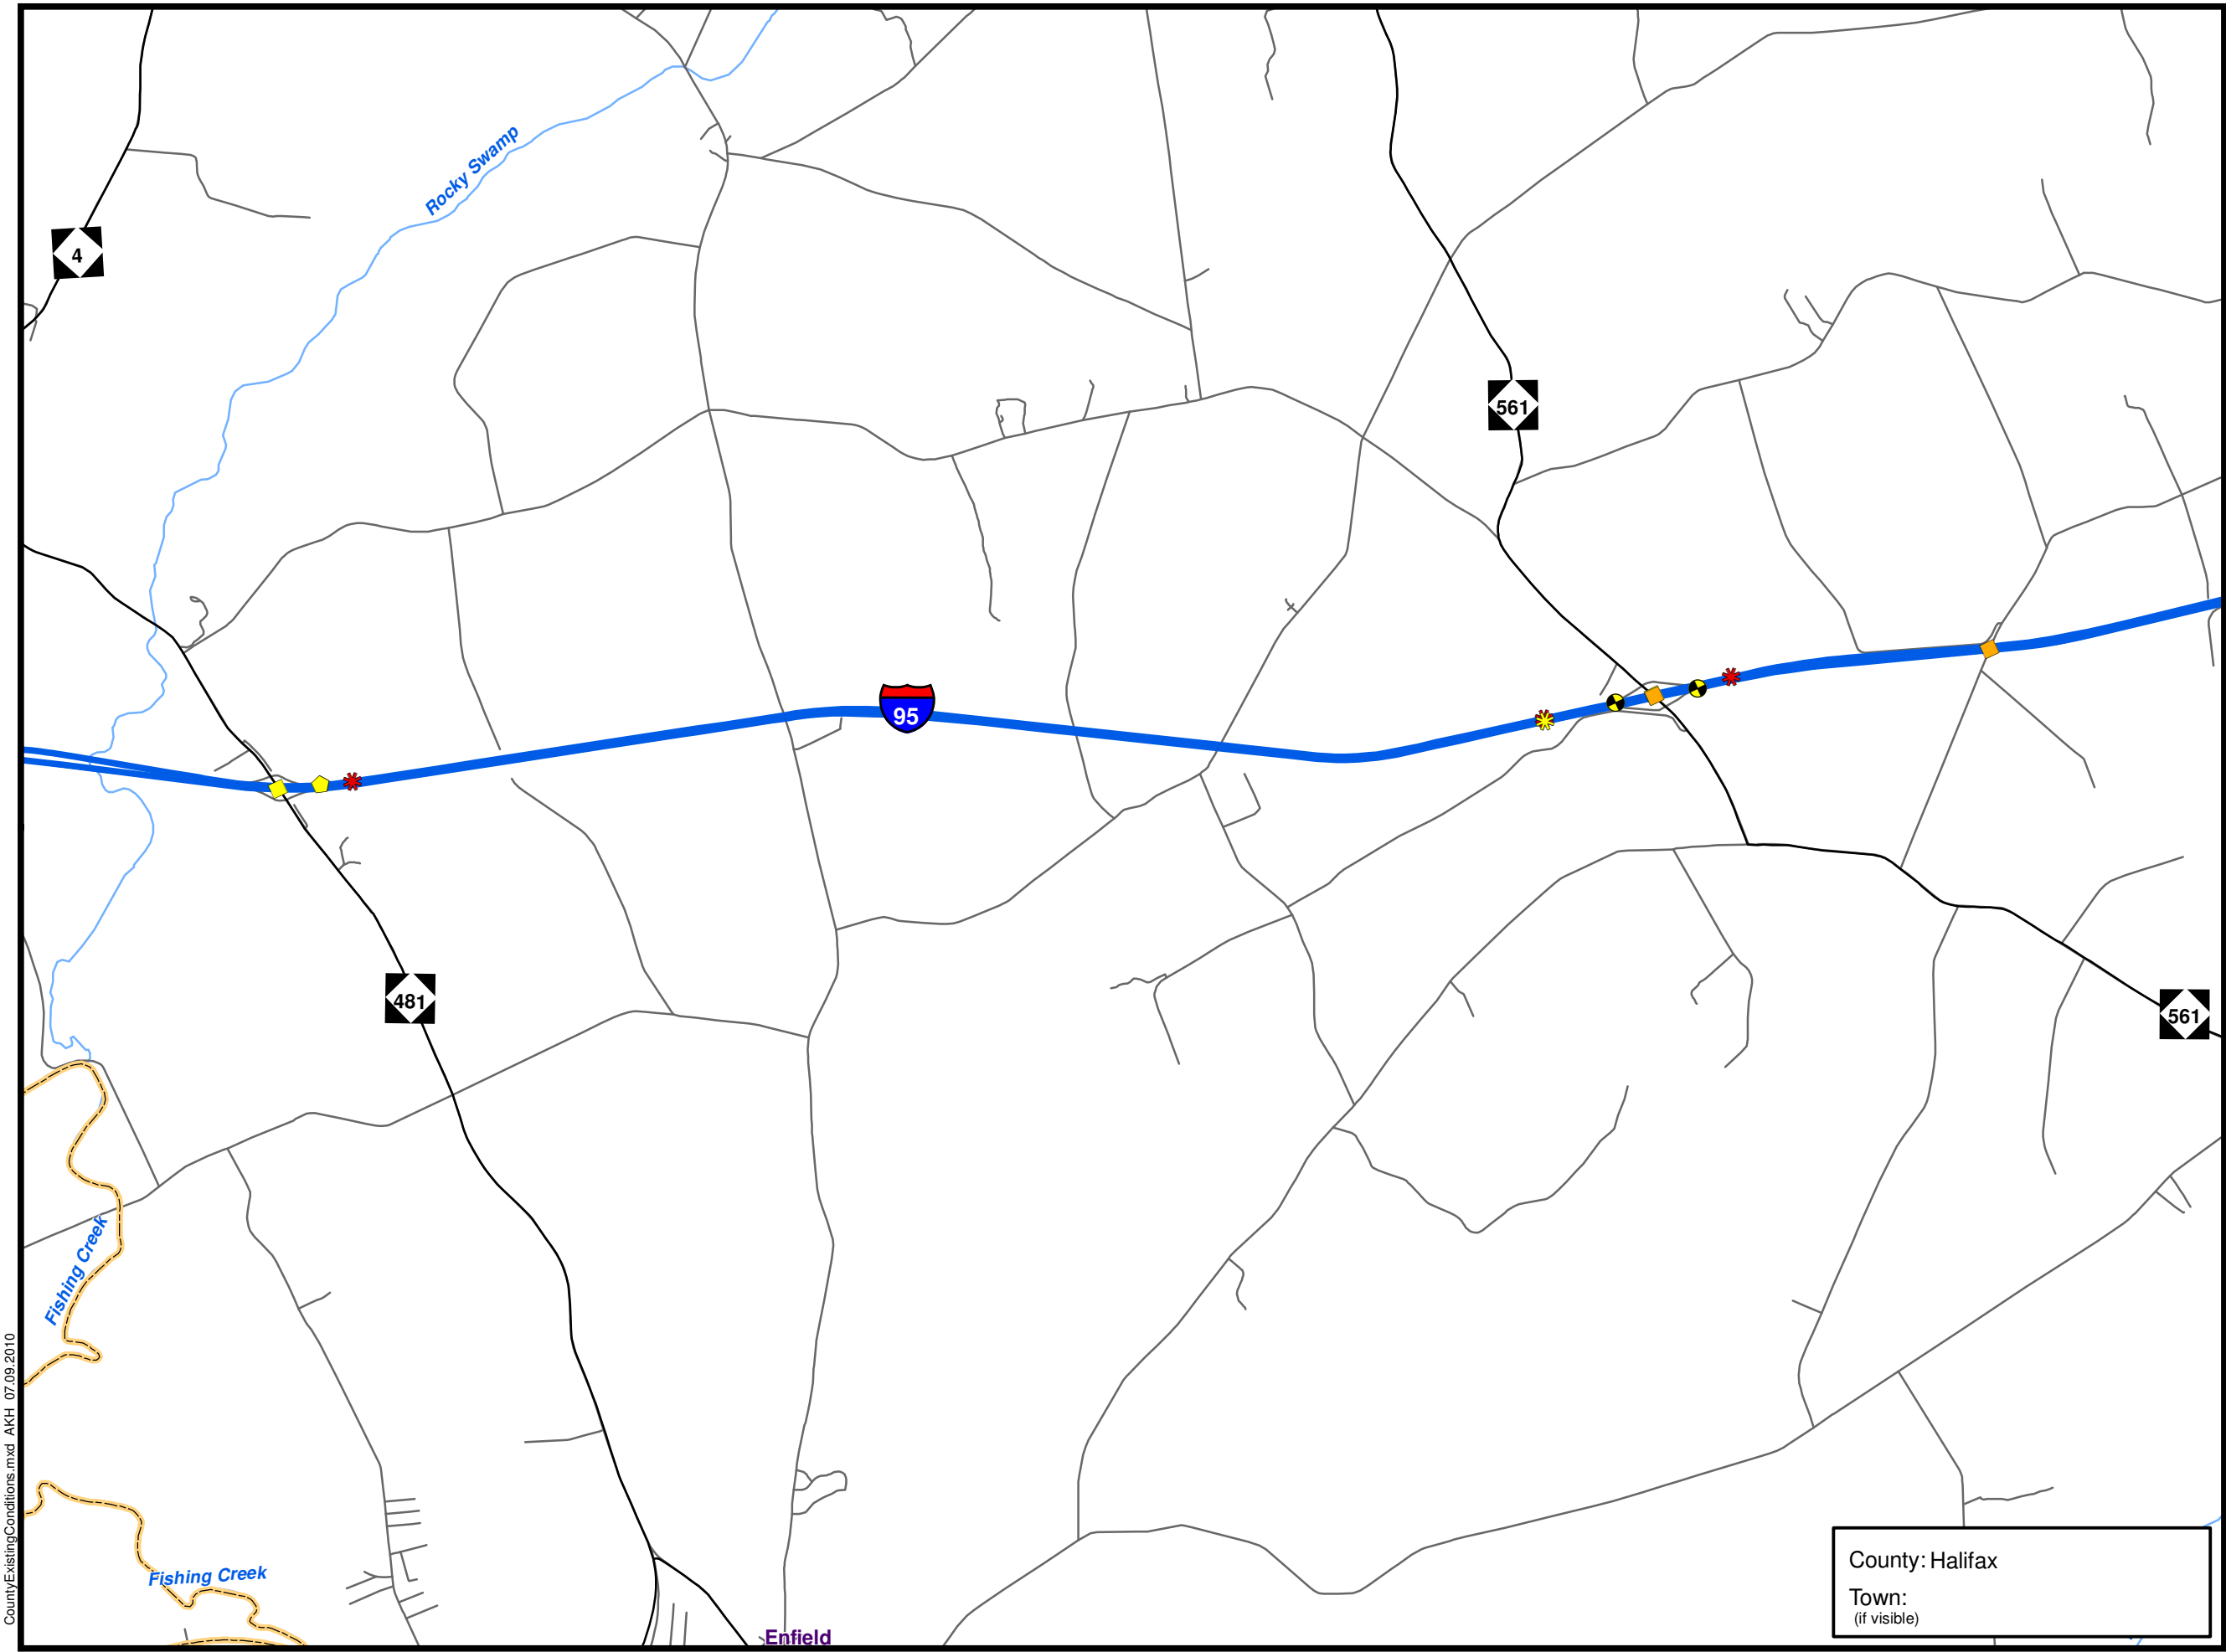 Rocky Swamp
4
561
95
481
561
Fishing Creek
Fishing Creek
Enfield
County: Halifax
Town:
(if visible)
CountyExistingConditions.mxd AKH 07.09.2010